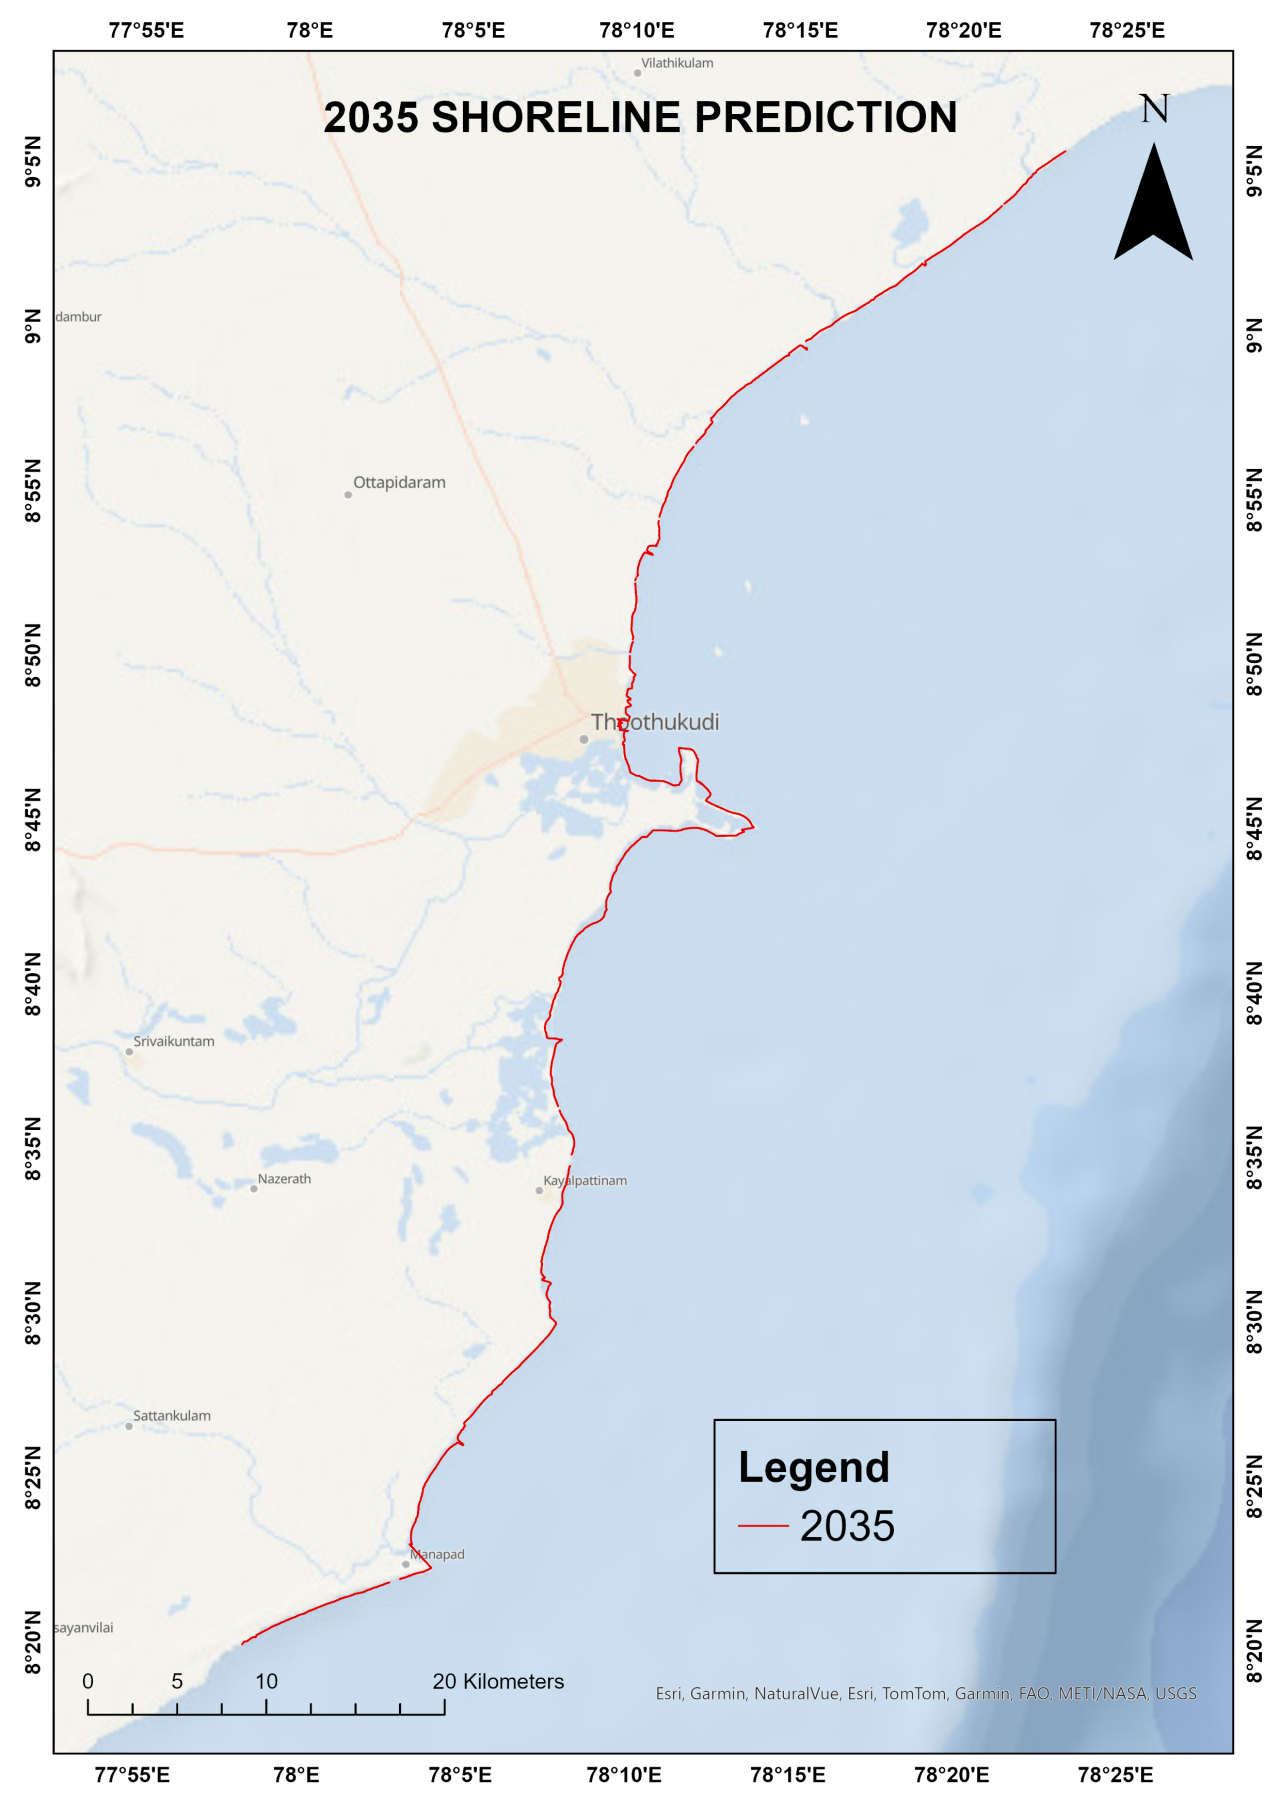 77°55'E 78°E 78°5'E 78°10'E 78°15'E 78°20'E 78°25'E
Vilathikulam
2035 SHORELINE PREDICTION
N
9°5'N 9°5'N
dambur
9°N 9°N
Ottapidaram
8°55'N 8°55'N
8°50'N 8°50'N
Thoothukudi
8°45'N 8°45'N
8°40'N 8°40'N
Srivaikuntam
8°35'N 8°35'N
Nazerath
Kayalpattinam
8°30'N 8°30'N
Sattankulam
Legend
2035
8°25'N 8°25'N
Manapad
sayanvilai
8°20'N 8°20'N
0 5 10 20 Kilometers
Esri, Garmin, NaturalVue, Esri, TomTom, Garmin, FAO, METI/NASA, USGS
77°55'E 78°E 78°5'E 78°10'E 78°15'E 78°20'E 78°25'E